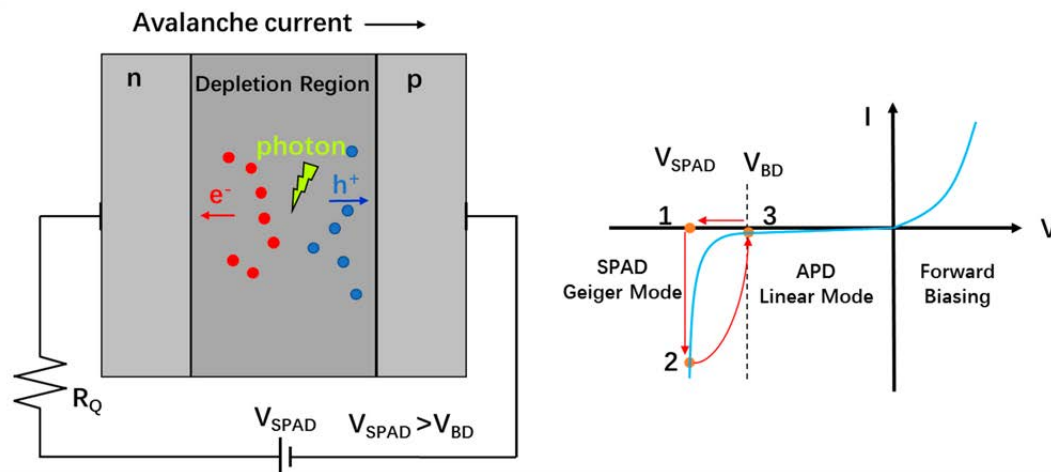 Avalanche current
n
Depletion Region
p
photon
e⁻
h⁺
R_Q
V_SPAD
V_SPAD >V_BD
I
V_SPAD
V_BD
1
3
V
SPAD
Geiger Mode
APD
Linear Mode
Forward
Biasing
2